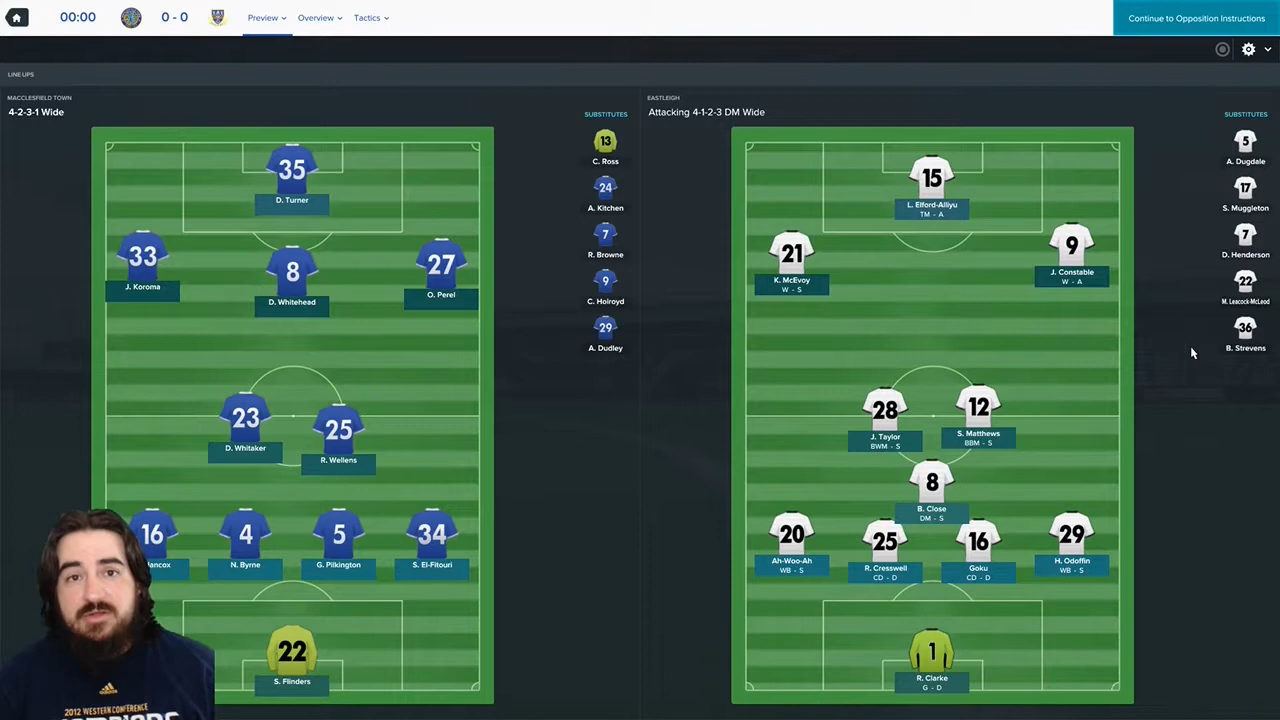 00:00
0 - 0
Preview
Overview
Tactics
Continue to Opposition Instructions
LINE UPS
MACCLESFIELD TOWN
4-2-3-1 Wide
35
D. Turner
33
J. Koroma
8
D. Whitehead
27
O. Perel
23
D. Whitaker
25
R. Wellens
16
4
N. Byrne
5
G. Pilkington
34
S. El-Fitouri
22
S. Flinders
SUBSTITUTES
13
C. Ross
24
A. Kitchen
7
R. Browne
9
C. Holroyd
29
A. Dudley
EASTLEIGH
Attacking 4-1-2-3 DM Wide
15
L. Elford-Alliyu
TM - A
21
K. McEvoy
W - S
9
J. Constable
W - A
28
J. Taylor
BWM - S
12
S. Matthews
BBM - S
8
B. Close
DM - S
20
Ah-Woo-Ah
WB - S
25
R. Cresswell
CD - D
16
Goku
CD - D
29
H. Odoffin
WB - S
1
R. Clarke
G - D
SUBSTITUTES
5
A. Dugdale
17
S. Muggleton
7
D. Henderson
22
M. Leacock-McLeod
36
B. Strevens
adidas
2012 WESTERN CONFERENCE